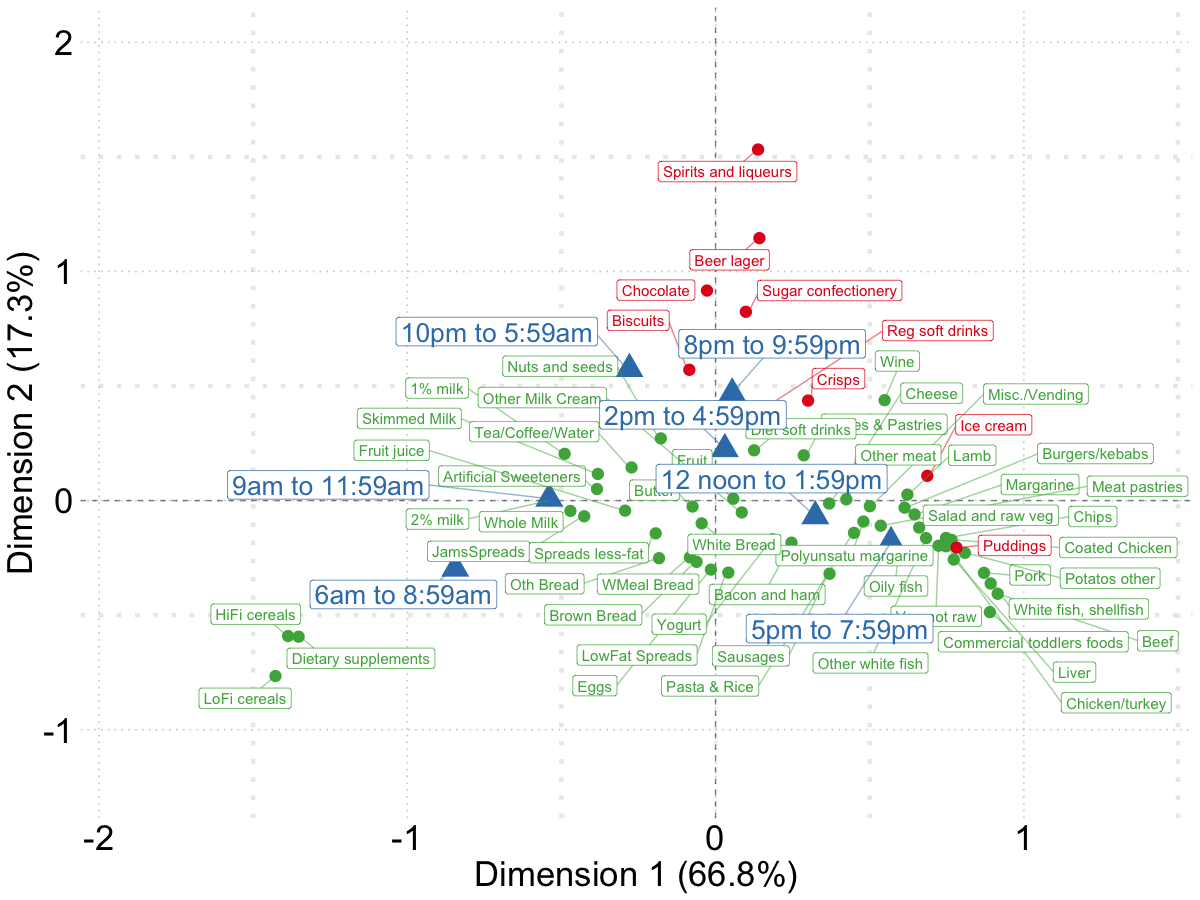 2
Spirits and liqueurs
Beer lager
1
Chocolate
Sugar confectionery
Biscuits
10pm to 5:59am
8pm to 9:59pm
Reg soft drinks
Nuts and seeds
Wine
1% milk
Other Milk Cream
Crisps
Cheese
Misc./Vending
Skimmed Milk
2pm to 4:59pm
Tea/Coffee/Water
Diet soft drinks
es & Pastries
Ice cream
Fruit juice
Fruit
Other meat
Lamb
Burgers/kebabs
9am to 11:59am
Artificial Sweeteners
12 noon to 1:59pm
Margarine
Meat pastries
0
2% milk
Whole Milk
Salad and raw veg
Chips
JamsSpreads
Spreads less-fat
White Bread
Polyunsatu margarine
Puddings
Coated Chicken
6am to 8:59am
Oth Bread
WMeal Bread
Bacon and ham
Oily fish
Pork
Potatos other
HiFi cereals
Brown Bread
Yogurt
5pm to 7:59pm
not raw
White fish, shellfish
Dietary supplements
LowFat Spreads
Sausages
Other white fish
Commercial toddlers foods
Beef
LoFi cereals
Eggs
Pasta & Rice
Liver
Chicken/turkey
-1
-2
-1
0
1
Dimension 1 (66.8%)
Dimension 2 (17.3%)